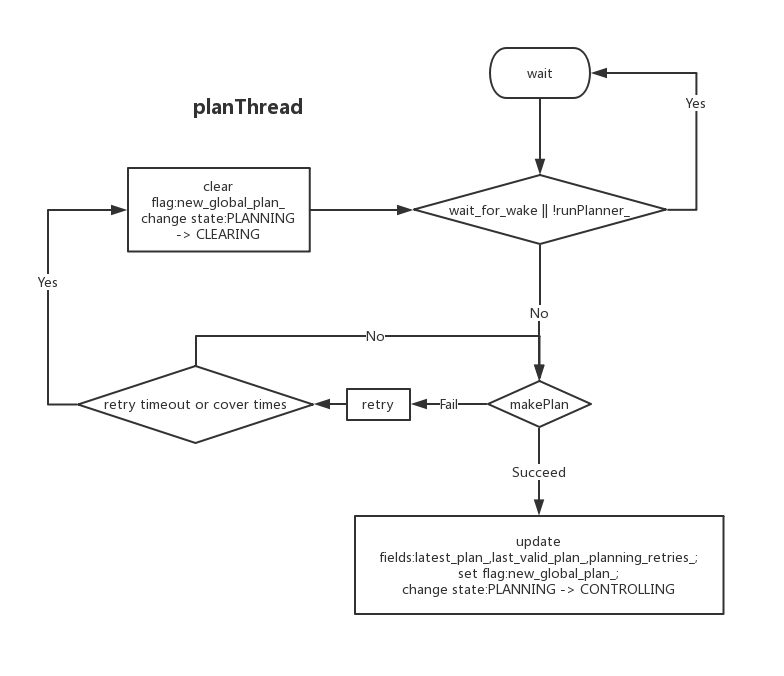 wait
Yes
planThread
clear
flag:new_global_plan_
change state:PLANNING
-> CLEARING
wait_for_wake || !runPlanner_
Yes
No
No
retry timeout or cover times
retry
Fail
makePlan
Succeed
update
fields:latest_plan_,last_valid_plan_,planning_retries_;
set flag:new_global_plan_;
change state:PLANNING -> CONTROLLING